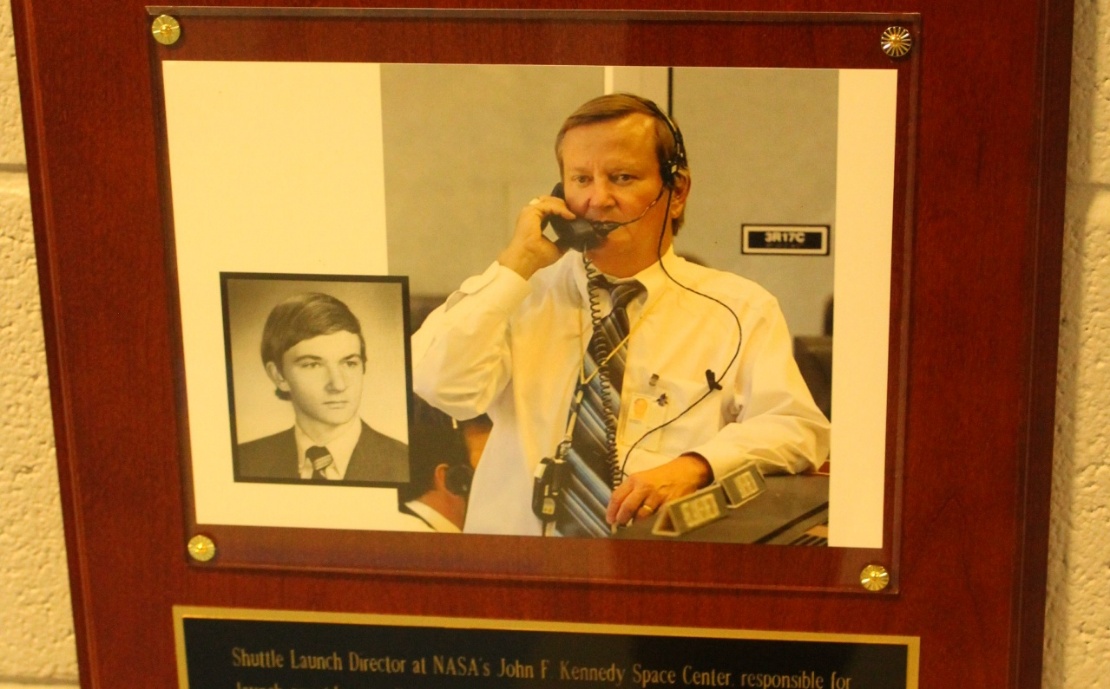 3R17C
Shuttle Launch Director at NASA's John F. Kennedy Space Center, responsible for